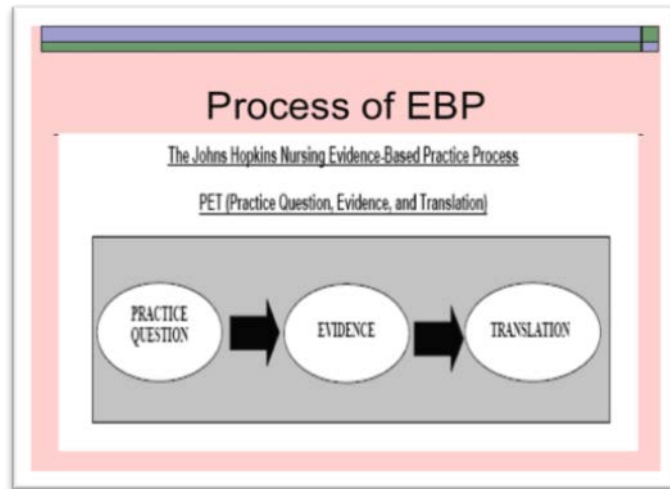 Process of EBP
The Johns Hopkins Nursing Evidence-Based Practice Process
PET (Practice Question, Evidence, and Translation)
PRACTICE
QUESTION
EVIDENCE
TRANSLATION